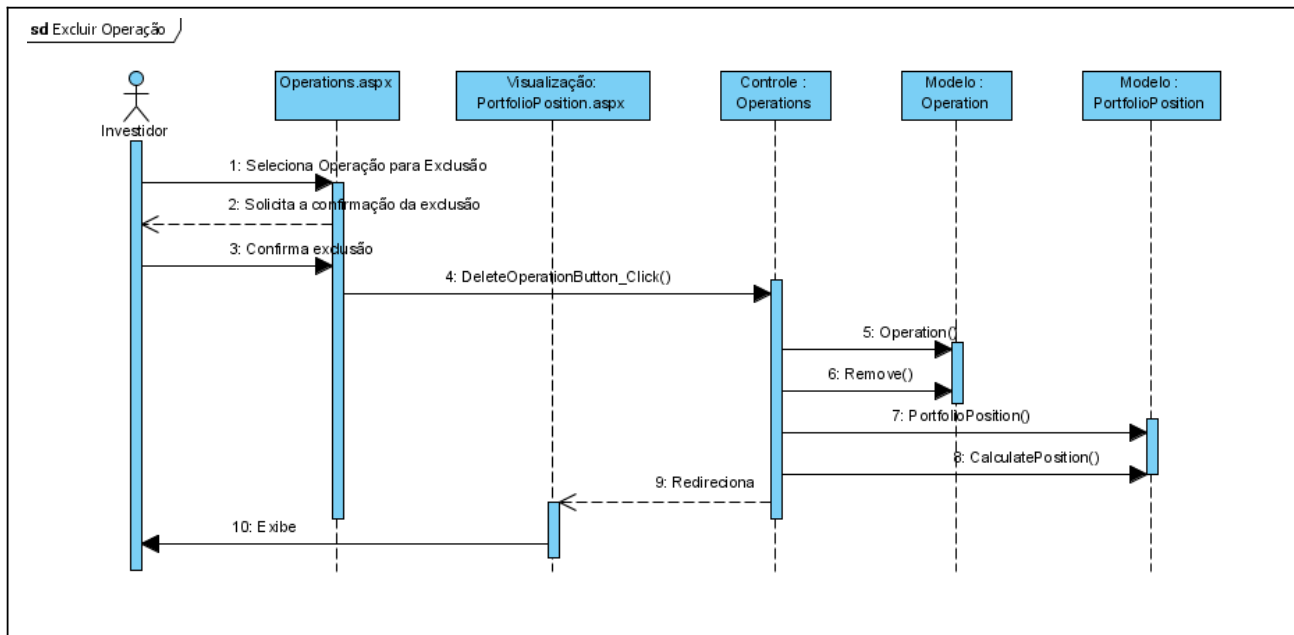 sd Excluir Operação
Investidor
Operations.aspx
Visualização:
PortfolioPosition.aspx
Controle :
Operations
Modelo :
Operation
Modelo :
PortfolioPosition
1: Seleciona Operação para Exclusão
2: Solicita a confirmação da exclusão
3: Confirma exclusão
4: DeleteOperationButton_Click()
5: Operation()
6: Remove()
7: PortfolioPosition()
8: CalculatePosition()
9: Redireciona
10: Exibe